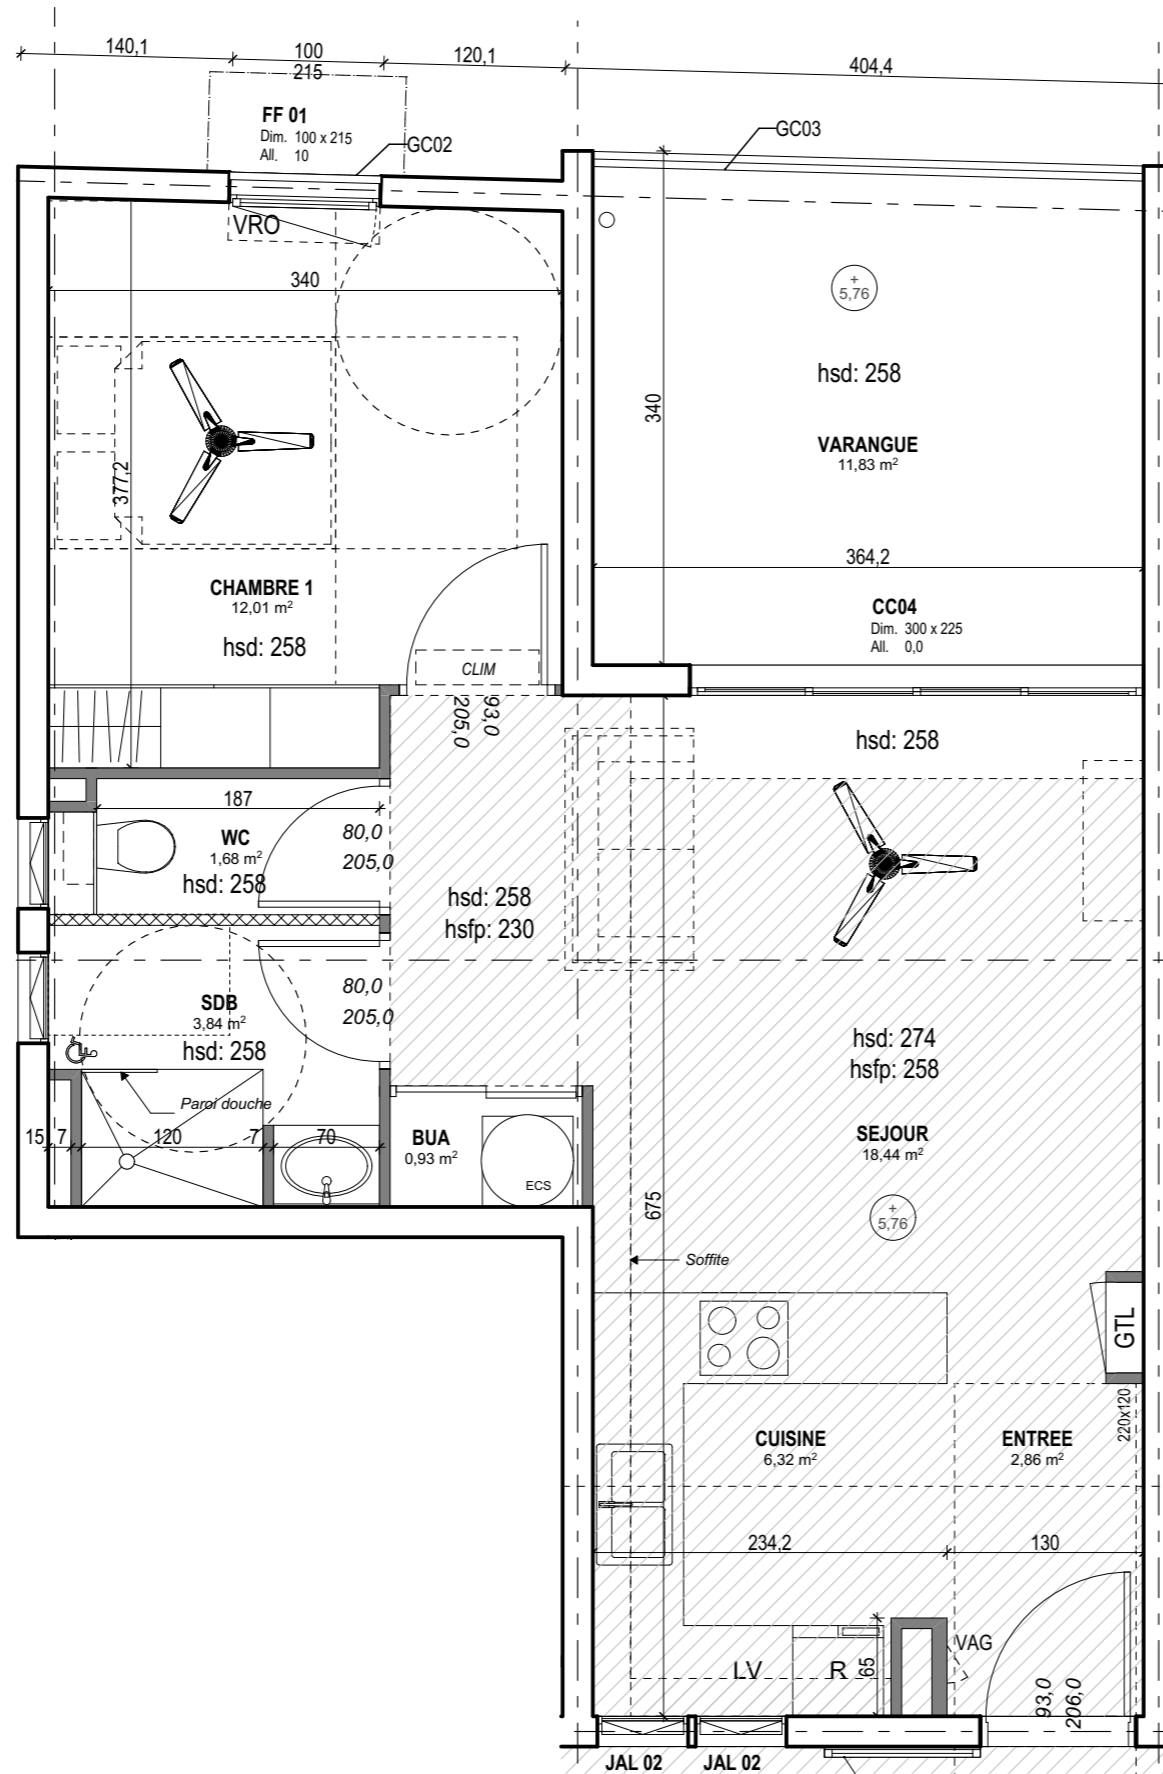 140,1
100
215
120,1
404,4
FF 01
Dim. 100 x 215
All. 10
GC02
GC03
VRO
340
+
5,76
hsd: 258
340
VARANGUE
11,83 m²
377,2
364,2
CHAMBRE 1
12,01 m²
hsd: 258
CC04
Dim. 300 x 225
All. 0,0
CLIM
93,0
205,0
hsd: 258
187
WC
1,68 m²
hsd: 258
80,0
205,0
hsd: 258
hsfp: 230
SDB
3,84 m²
hsd: 258
80,0
205,0
hsd: 274
hsfp: 258
Paroi douche
15
7
120
7
70
BUA
0,93 m²
ECS
SEJOUR
18,44 m²
675
+
5,76
Soffite
GTL
220x120
CUISINE
6,32 m²
ENTREE
2,86 m²
234,2
130
VAG
LV
R
65
93,0
206,0
JAL 02
JAL 02